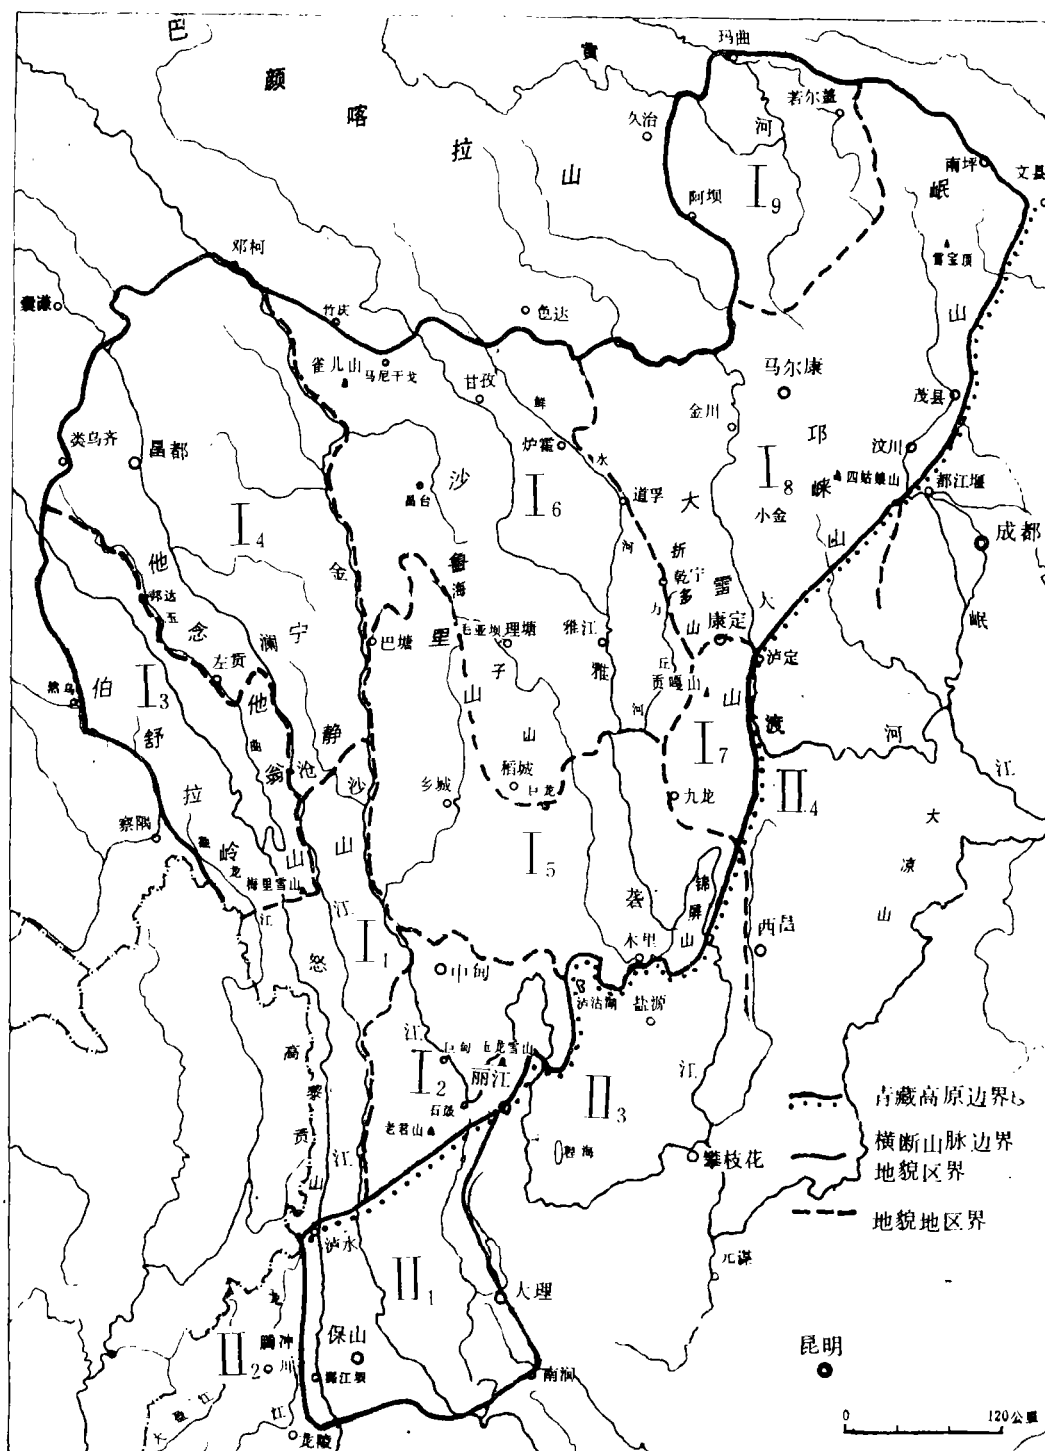 巴颜喀拉山
黄
玛曲
若尔盖
久治
河
南坪
文县
阿坝
I9
岷
雪宝顶
山
邓柯
囊谦
竹庆
色达
雀儿山
马尼干戈
甘孜
马尔康
金川
茂县
鲜
炉霍
水
邛
崃
山
汶川
类乌齐
昌都
沙
昌台
I6
道孚
大
I8
四姑娘山
小金
都江堰
成都
I4
他
念
他
翁
山
金
鲁
海
里
山
河
折
多
山
乾宁
雪
大
岷
邦达
玉
澜
宁
巴塘
毛亚坝
理塘
雅江
力
康定
泸定
子
左贡
I3
伯
舒
拉
岭
雅
丘
贡嘎山
河
山
渡
河
静
曲
沧
沙
I7
江
稻城
乡城
九龙
II4
大
凉
山
察隅
龙
梅里雪山
山
江
I5
锦
屏
山
砻
木里
西昌
I1
中甸
怒
江
泸沽湖
盐源
高
黎
贡
山
江
巨甸
玉龙雪山
I2
丽江
石鼓
老君山
II3
江
青藏高原边界
洱海
攀枝花
横断山脉边界
地貌区界
江
地貌地区界
泸水
元谋
II1
大理
龙
川
江
腾冲
II2
保山
昆明
潞江坝
南涧
龙陵
0 120公里